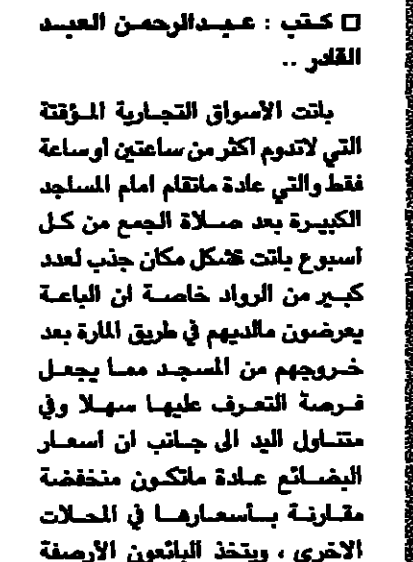 □ كتب : عبدالرحمن العبد
القادر ..
باتت الأسواق التجارية المؤقتة
التي لاتدوم اكثر من ساعتين اوساعة
فقط والتي عادة ماتقام امام المساجد
الكبيرة بعد صلاة الجمع من كل
اسبوع باتت تشكل مكان جذب لعدد
كبير من الرواد خاصة ان الباعة
يعرضون مالديهم في طريق المارة بعد
خروجهم من المسجد مما يجعل
فرصة التعرف عليها سهلا وفي
متناول اليد الى جانب ان اسعار
البضائع عادة ماتكون منخفضة
مقارنة بأسعارها في المحلات
الاخرى ، ويتخذ البائعون الأرصفة